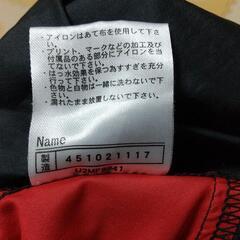 ・アイロンはあて布を使用して下さい。
・プリント、マークなどの加工及び
付属品のある部分にアイロンを
当てないで下さい。
・はっ水効果を保つ為すすぎを充分
にして下さい。
・色物と白物は一緒に洗わないで下さい。
・濡れたまま放置しないで下さい。
Name
製造 451021117